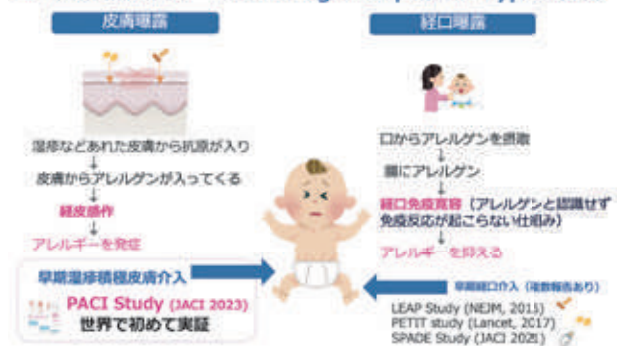 皮膚曝露
湿疹などあれた皮膚から抗原が入り
↓
皮膚からアレルゲンが入ってくる
↓
経皮感作
↓
アレルギーを発症
早期湿疹積極皮膚介入
PACI Study (JACI 2023)
世界で初めて実証
経口曝露
口からアレルゲンを摂取
↓
腸にアレルゲン
↓
経口免疫寛容（アレルゲンと認識せず
免疫反応が起こらない仕組み）
↓
アレルギーを抑える
早期経口介入（複数報告あり）
LEAP Study (NEJM, 2015)
PETIT study (Lancet, 2017)
SPADE Study (JACI 2021)